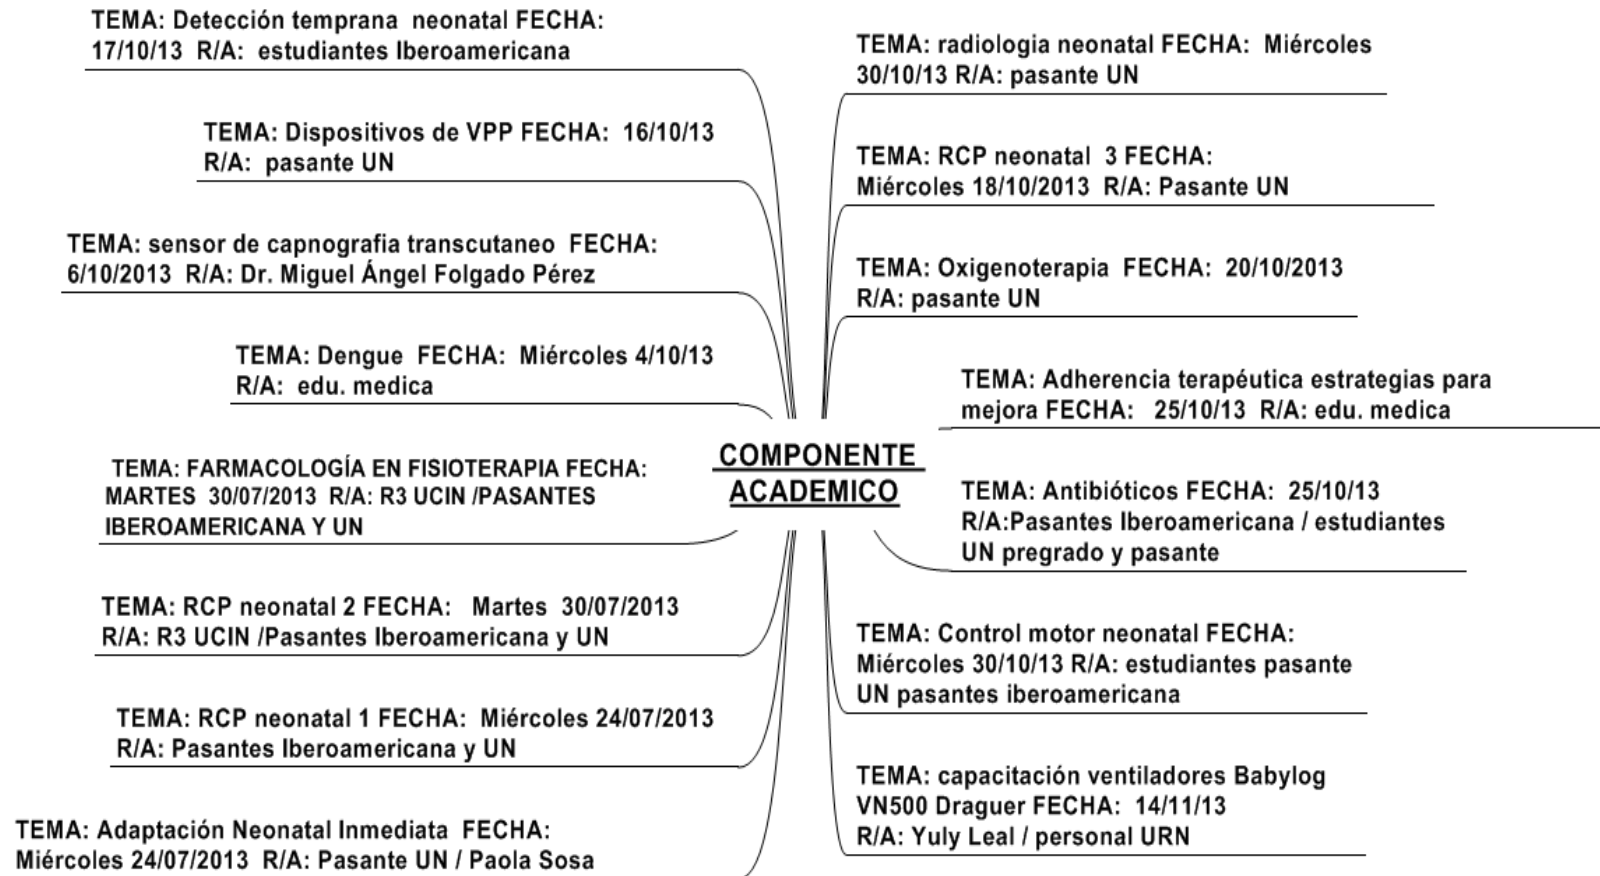 TEMA: Detección temprana neonatal FECHA:
17/10/13 R/A: estudiantes Iberoamericana
TEMA: Dispositivos de VPP FECHA: 16/10/13
R/A: pasante UN
TEMA: sensor de capnografia transcutaneo FECHA:
6/10/2013 R/A: Dr. Miguel Ángel Folgado Pérez
TEMA: Dengue FECHA: Miércoles 4/10/13
R/A: edu. medica
TEMA: FARMACOLOGÍA EN FISIOTERAPIA FECHA:
MARTES 30/07/2013 R/A: R3 UCIN /PASANTES
IBEROAMERICANA Y UN
TEMA: RCP neonatal 2 FECHA: Martes 30/07/2013
R/A: R3 UCIN /Pasantes Iberoamericana y UN
TEMA: RCP neonatal 1 FECHA: Miércoles 24/07/2013
R/A: Pasantes Iberoamericana y UN
TEMA: Adaptación Neonatal Inmediata FECHA:
Miércoles 24/07/2013 R/A: Pasante UN / Paola Sosa
COMPONENTE
ACADEMICO
TEMA: radiologia neonatal FECHA: Miércoles
30/10/13 R/A: pasante UN
TEMA: RCP neonatal 3 FECHA:
Miércoles 18/10/2013 R/A: Pasante UN
TEMA: Oxigenoterapia FECHA: 20/10/2013
R/A: pasante UN
TEMA: Adherencia terapéutica estrategias para
mejora FECHA: 25/10/13 R/A: edu. medica
TEMA: Antibióticos FECHA: 25/10/13
R/A:Pasantes Iberoamericana / estudiantes
UN pregrado y pasante
TEMA: Control motor neonatal FECHA:
Miércoles 30/10/13 R/A: estudiantes pasante
UN pasantes iberoamericana
TEMA: capacitación ventiladores Babylog
VN500 Draguer FECHA: 14/11/13
R/A: Yuly Leal / personal URN